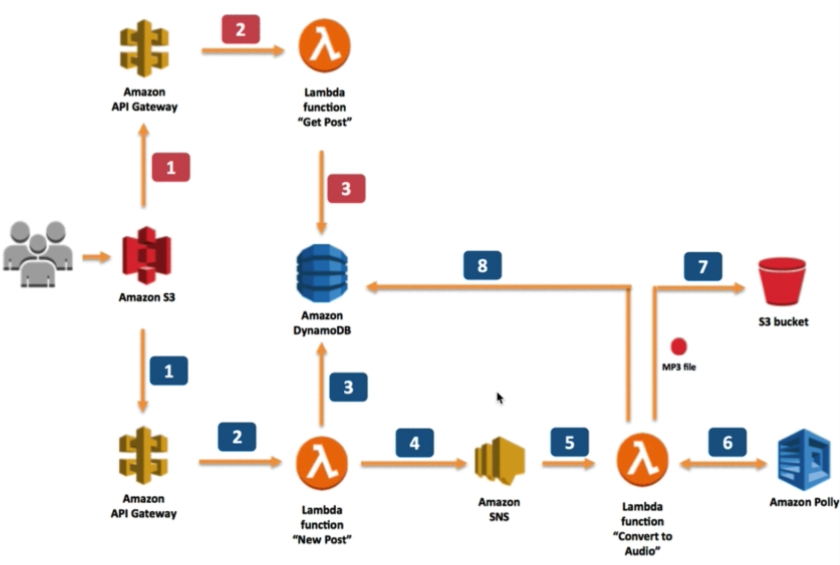 2
Amazon
API Gateway
Lambda
function
“Get Post”
1
3
Amazon S3
Amazon
DynamoDB
8
7
S3 bucket
MP3 file
1
3
2
4
5
6
Amazon
API Gateway
Lambda
function
“New Post”
Amazon
SNS
Lambda
function
“Convert to
Audio”
Amazon Polly